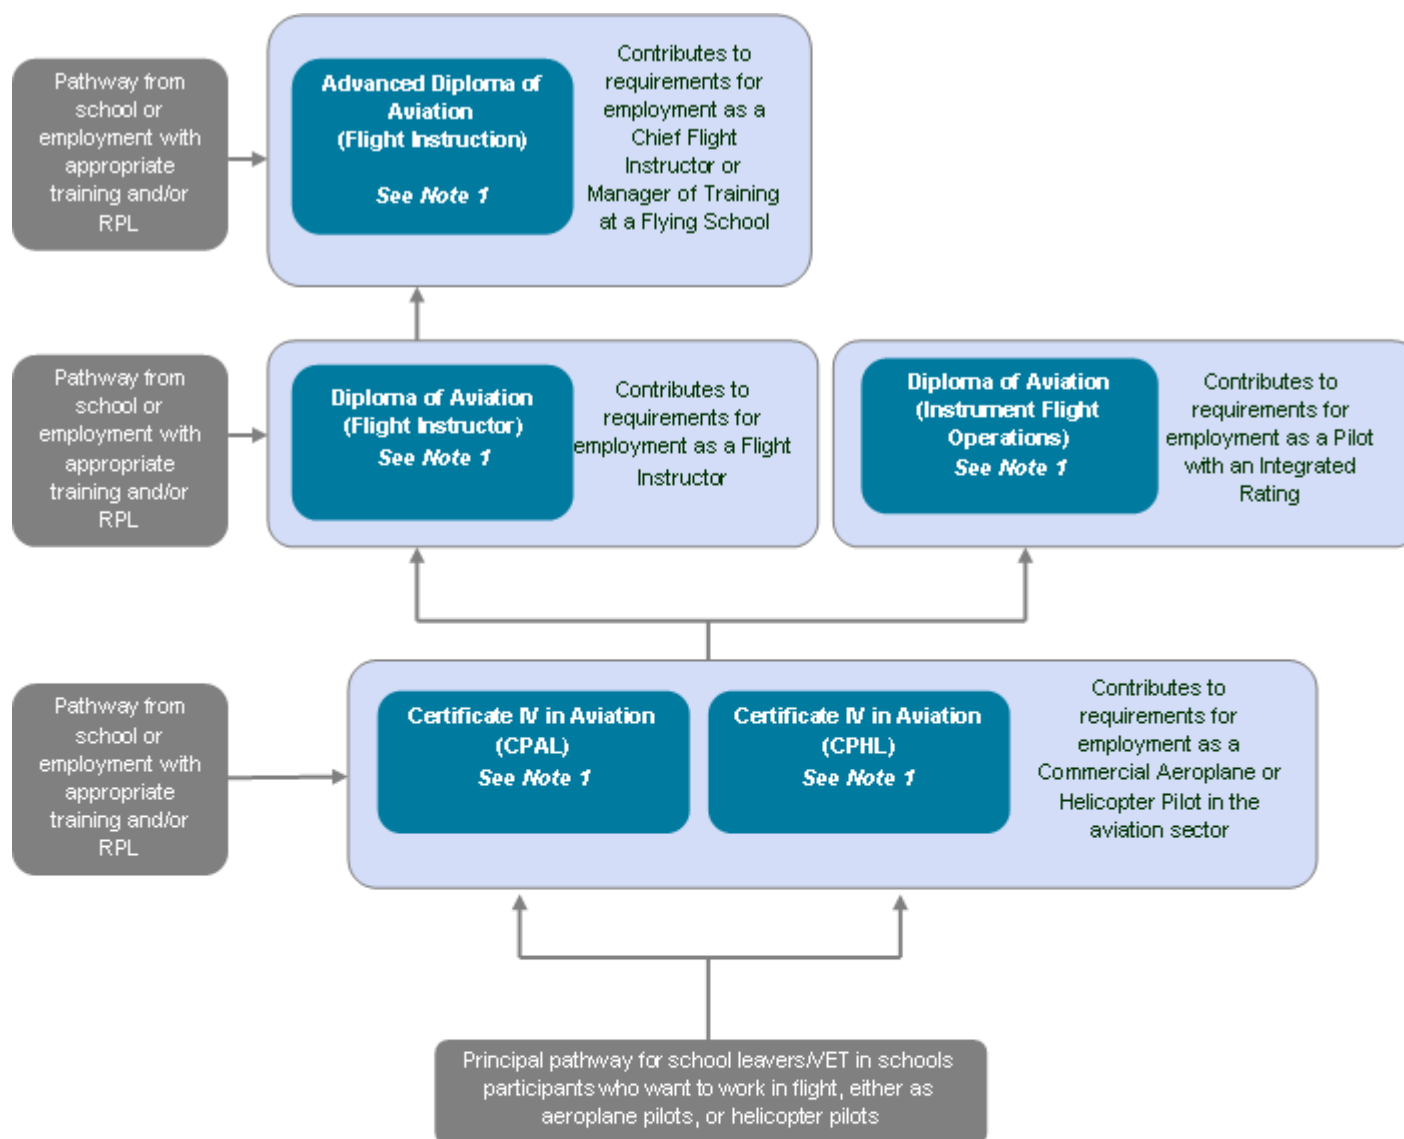 Pathway from
school or
employment with
appropriate
training and/or
RPL
Advanced Diploma of
Aviation
(Flight Instruction)
See Note 1
Contributes to
requirements for
employment as a
Chief Flight
Instructor or
Manager of Training
at a Flying School
Pathway from
school or
employment with
appropriate
training and/or
RPL
Diploma of Aviation
(Flight Instructor)
See Note 1
Contributes to
requirements for
employment as a Flight
Instructor
Diploma of Aviation
(Instrument Flight
Operations)
See Note 1
Contributes to
requirements for
employment as a Pilot
with an Integrated
Rating
Pathway from
school or
employment with
appropriate
training and/or
RPL
Certificate IV in Aviation
(CPAL)
See Note 1
Certificate IV in Aviation
(CPHL)
See Note 1
Contributes to
requirements for
employment as a
Commercial Aeroplane or
Helicopter Pilot in the
aviation sector
Principal pathway for school leavers/VET in schools
participants who want to work in flight, either as
aeroplane pilots, or helicopter pilots